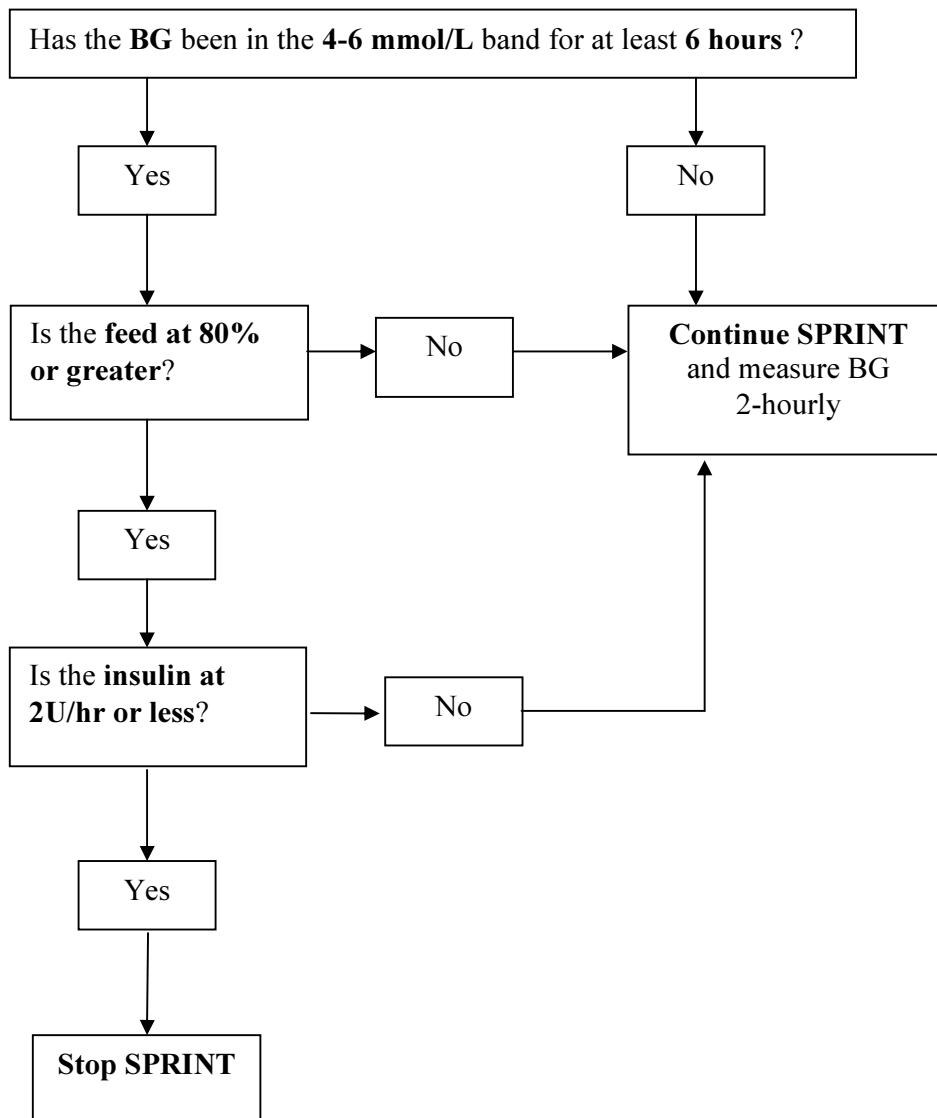 Has the BG been in the 4-6 mmol/L band for at least 6 hours ?
Yes
No
Is the feed at 80%
or greater?
No
Continue SPRINT
and measure BG
2-hourly
Yes
Is the insulin at
2U/hr or less?
No
Yes
Stop SPRINT